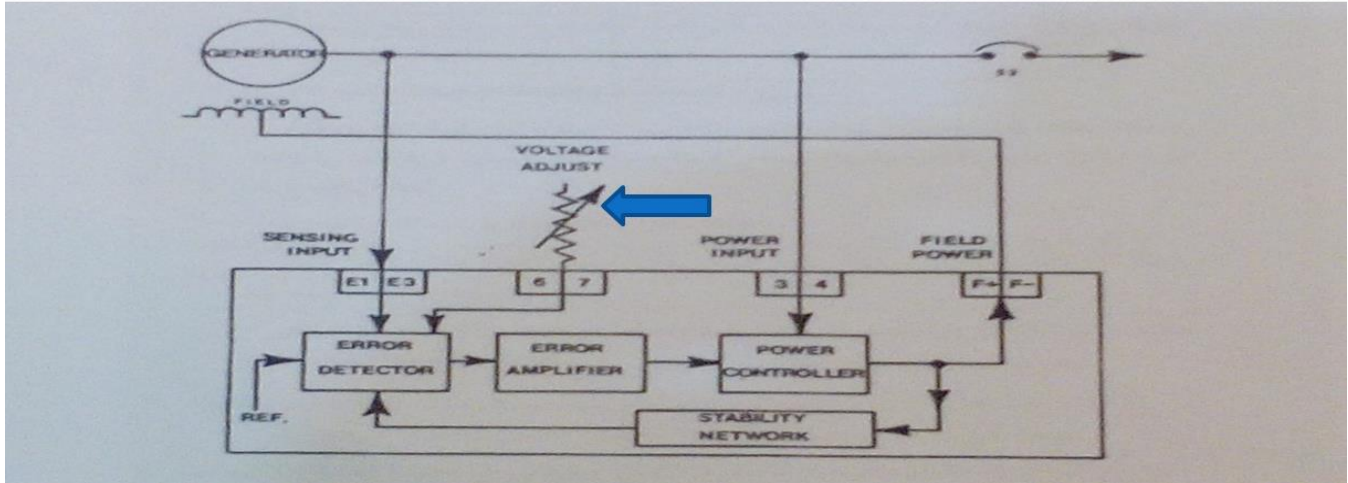 GENERATOR
52
FIELD
VOLTAGE
ADJUST
SENSING
INPUT
POWER
INPUT
FIELD
POWER
E1 E3
6 7
3 4
F+ F-
ERROR
DETECTOR
ERROR
AMPLIFIER
POWER
CONTROLLER
REF.
STABILITY
NETWORK